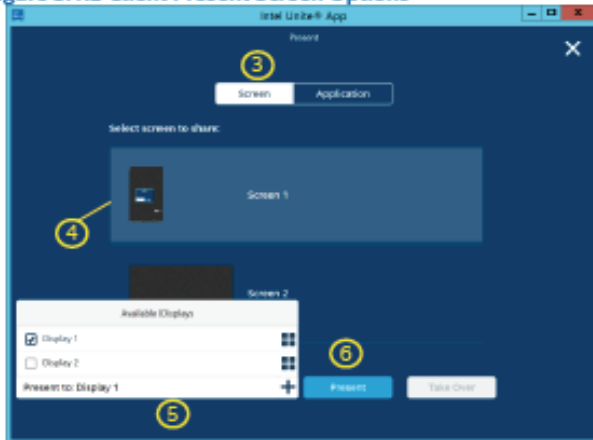 Intel Unite® App
Present
3
Screen Application
Select screen to share:
4
Screen 1
Screen 2
Available Displays
Display 1
Display 2
6
Present to: Display 1
Present Take Over
5